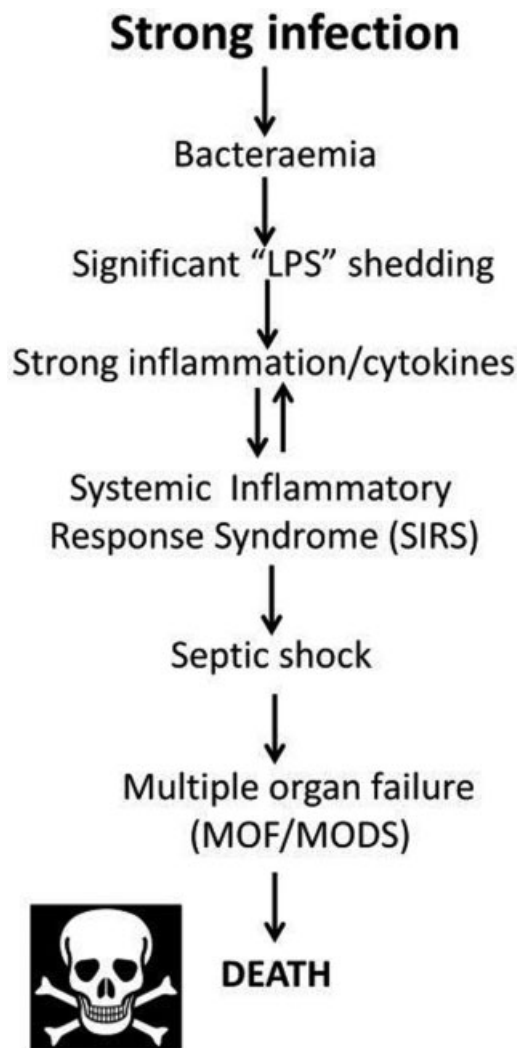 Strong infection
Bacteraemia
Significant “LPS” shedding
Strong inflammation/cytokines
Systemic Inflammatory
Response Syndrome (SIRS)
Septic shock
Multiple organ failure
(MOF/MODS)
DEATH